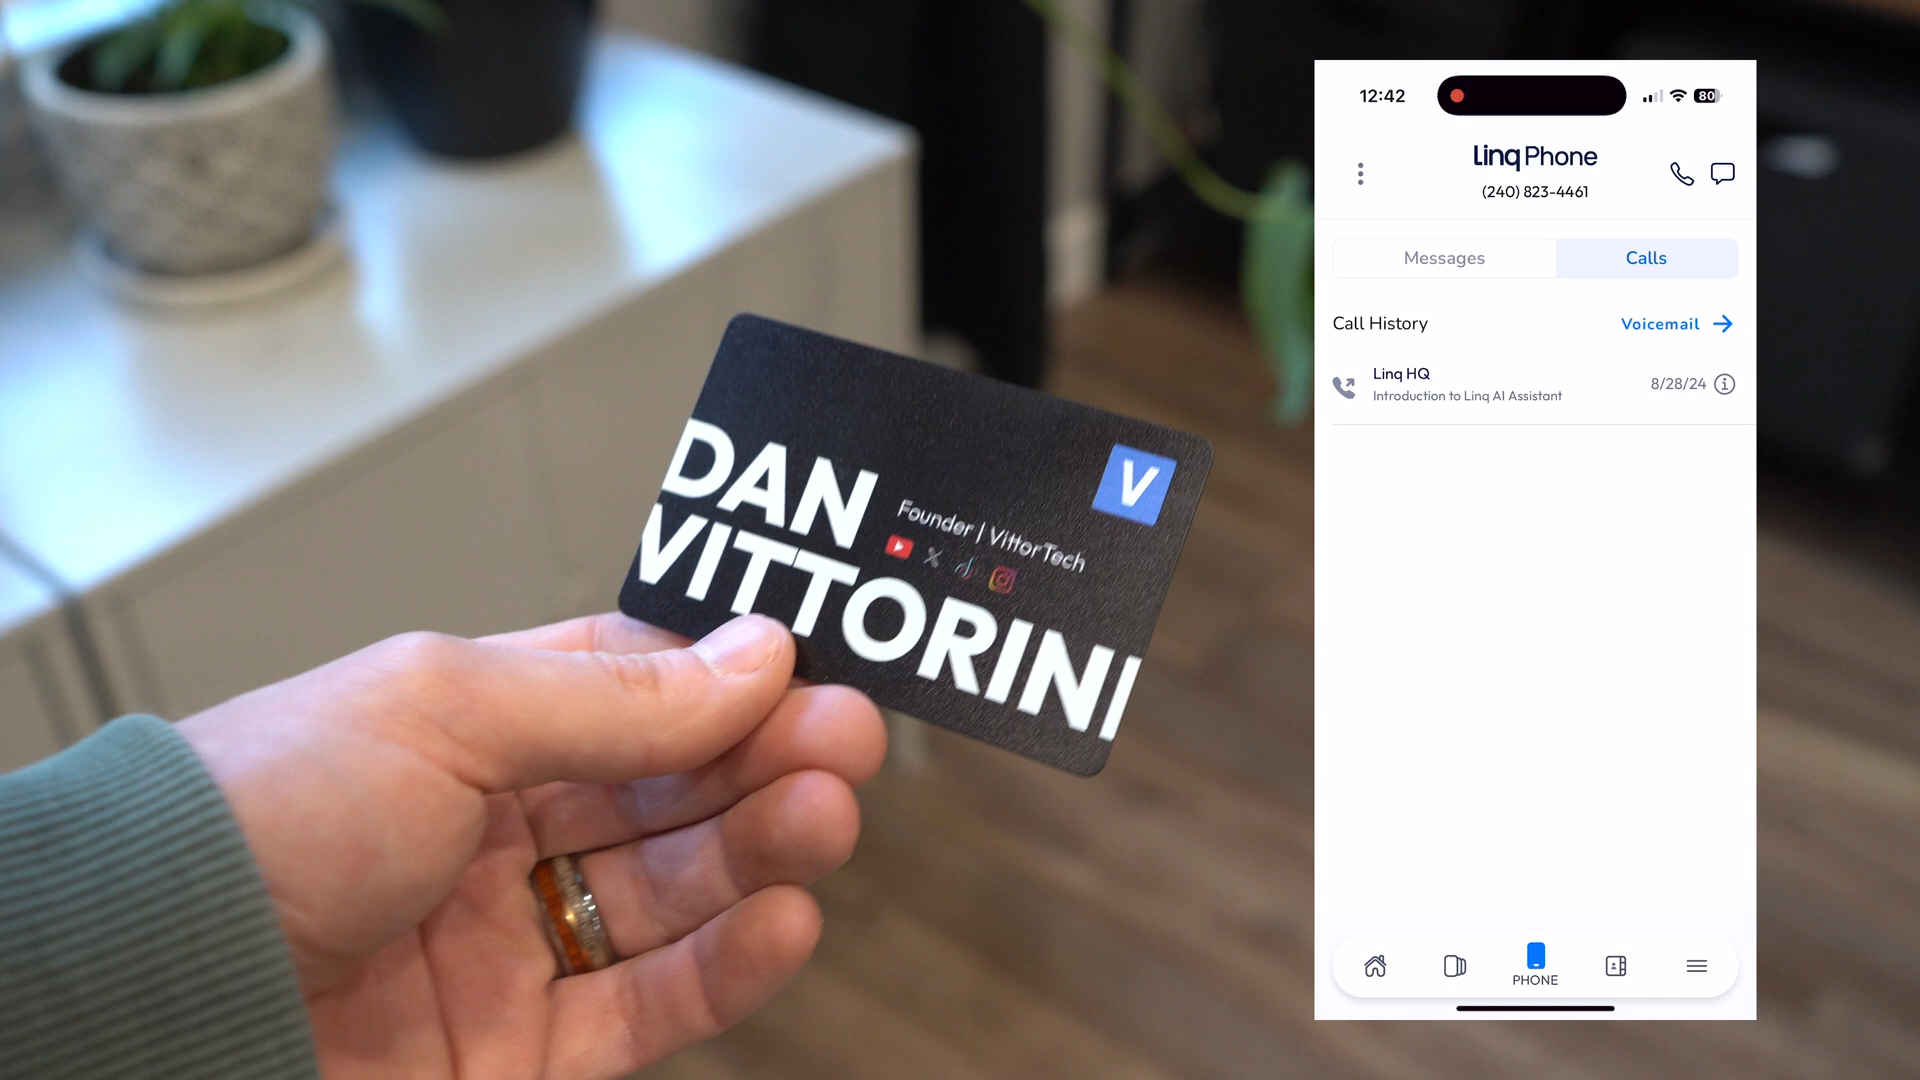 DAN
VITTORINI
Founder | VittorTech
V
12:42
80
linq Phone
(240) 823-4461
Messages
Calls
Call History
Voicemail
Linq HQ
Introduction to Linq AI Assistant
8/28/24
PHONE